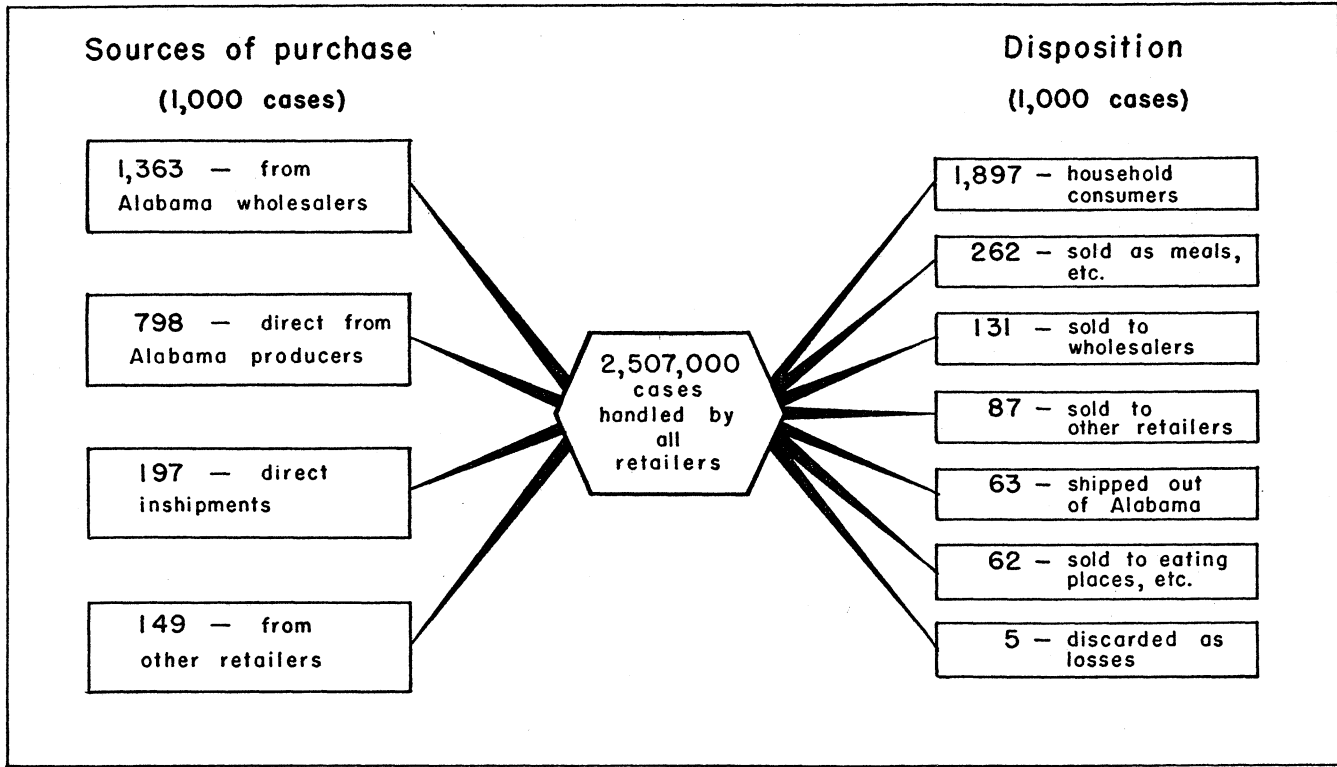 Sources of purchase
(1,000 cases)
1,363 — from
Alabama wholesalers
798 — direct from
Alabama producers
197 — direct
inshipments
149 — from
other retailers
2,507,000
cases
handled by
all
retailers
Disposition
(1,000 cases)
1,897 — household
consumers
262 — sold as meals,
etc.
131 — sold to
wholesalers
87 — sold to
other retailers
63 — shipped out
of Alabama
62 — sold to eating
places, etc.
5 — discarded as
losses